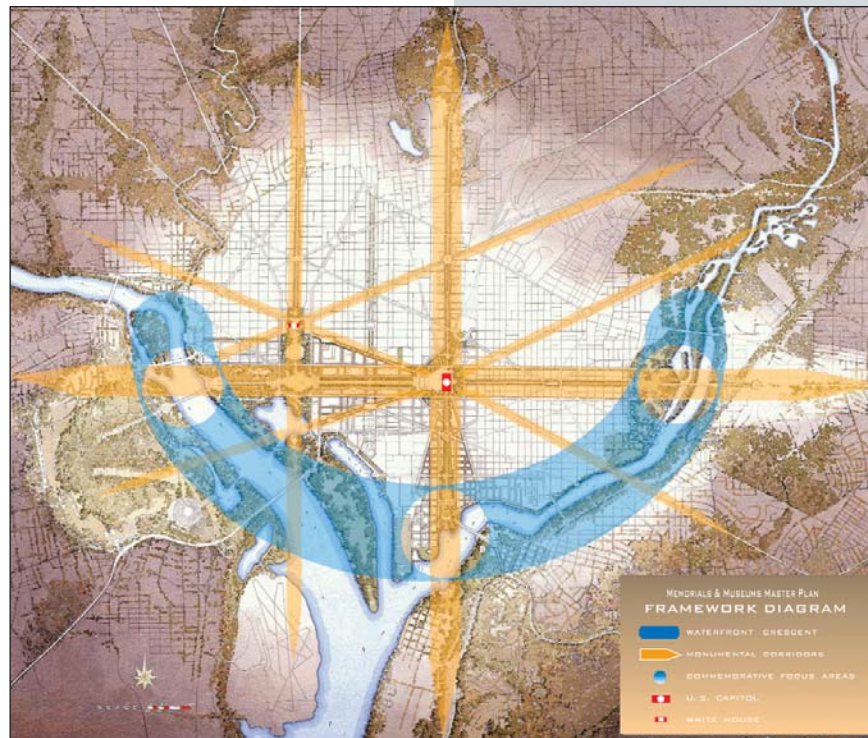 MEMORIALS & MUSEUMS MASTER PLAN
FRAMEWORK DIAGRAM
WATERFRONT CRESCENT
MONUMENTAL CORRIDORS
COMMEMORATIVE FOCUS AREAS
U.S. CAPITOL
WHITE HOUSE